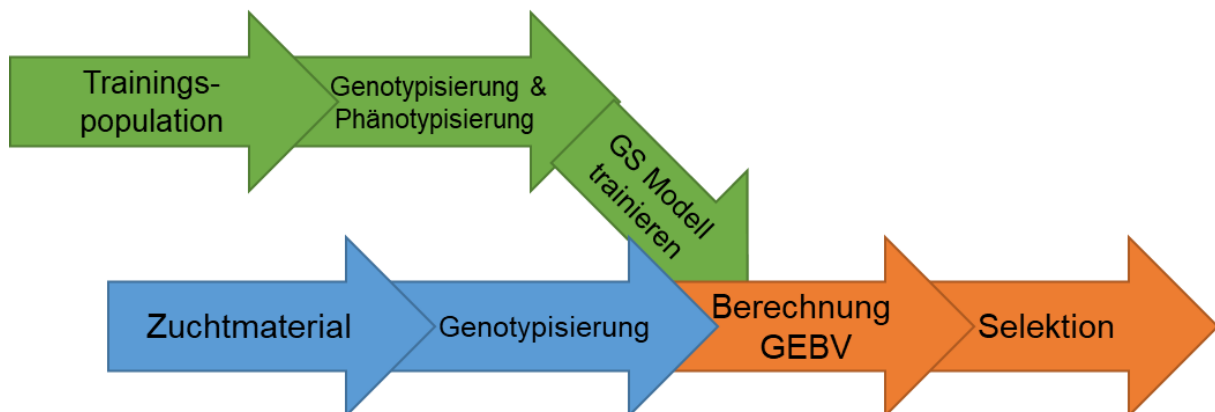 Trainings-
population
Genotypisierung &
Phänotypisierung
GS Modell
trainieren
Zuchtmaterial
Genotypisierung
Berechnung
GEBV
Selektion